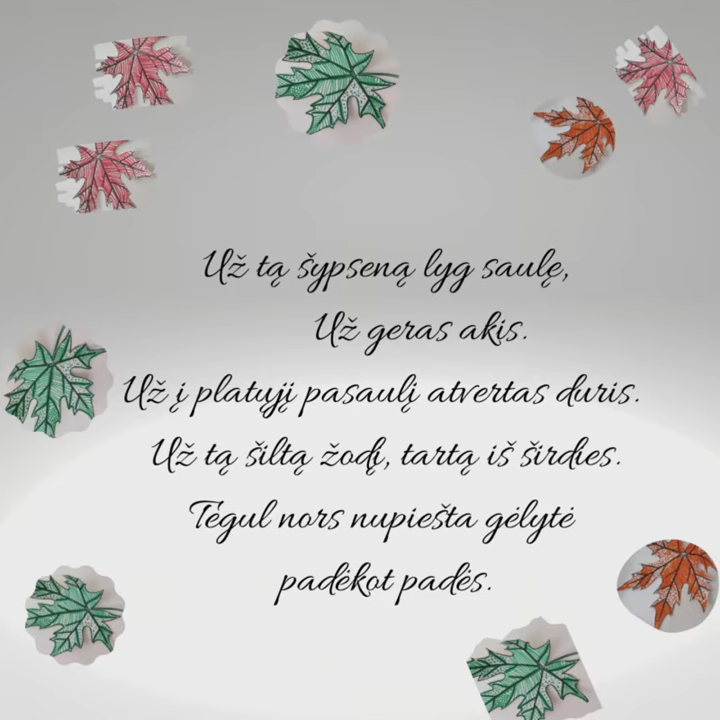 Už tą šypseną lyg saulę,
Už geras akis.
Už į platųjį pasaulį atvertas duris.
Už tą šiltą žodį, tartą iš širdies.
Tegul nors nupiešta gėlytė
padėkot padės.